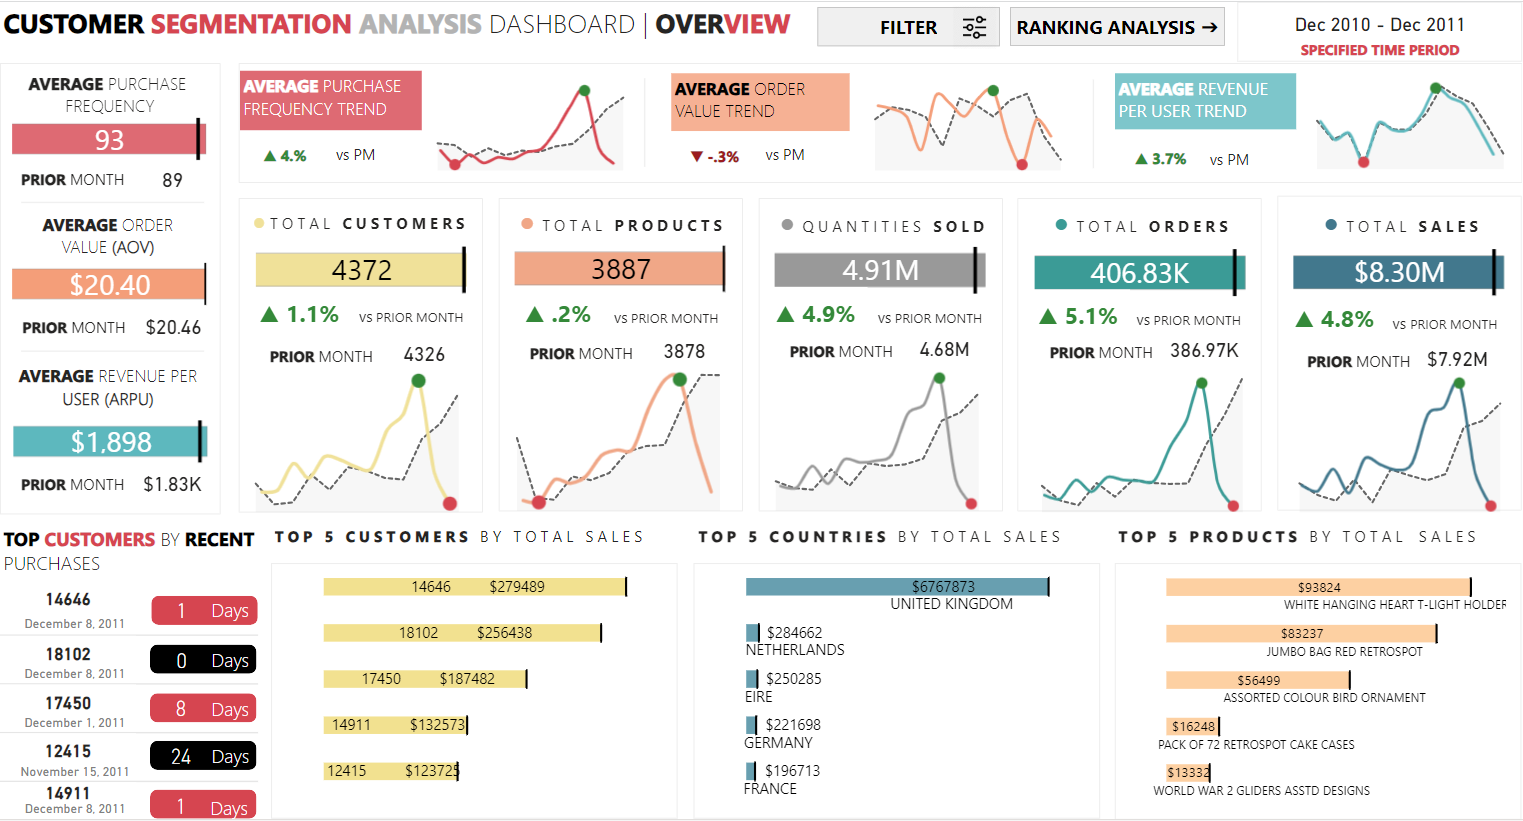 CUSTOMER SEGMENTATION ANALYSIS DASHBOARD | OVERVIEW
FILTER
RANKING ANALYSIS →
Dec 2010 - Dec 2011
SPECIFIED TIME PERIOD
AVERAGE PURCHASE
FREQUENCY
93
PRIOR MONTH 89
AVERAGE ORDER
VALUE (AOV)
$20.40
PRIOR MONTH $20.46
AVERAGE REVENUE PER
USER (ARPU)
$1,898
PRIOR MONTH $1.83K
AVERAGE PURCHASE
FREQUENCY TREND
▲ 4.% vs PM
AVERAGE ORDER
VALUE TREND
▼ -.3% vs PM
AVERAGE REVENUE
PER USER TREND
▲ 3.7% vs PM
TOTAL CUSTOMERS
4372
▲ 1.1% vs PRIOR MONTH
PRIOR MONTH 4326
TOTAL PRODUCTS
3887
▲ .2% vs PRIOR MONTH
PRIOR MONTH 3878
QUANTITIES SOLD
4.91M
▲ 4.9% vs PRIOR MONTH
PRIOR MONTH 4.68M
TOTAL ORDERS
406.83K
▲ 5.1% vs PRIOR MONTH
PRIOR MONTH 386.97K
TOTAL SALES
$8.30M
▲ 4.8% vs PRIOR MONTH
PRIOR MONTH $7.92M
TOP CUSTOMERS BY RECENT
PURCHASES
14646
December 8, 2011
1 Days
18102
December 8, 2011
0 Days
17450
December 1, 2011
8 Days
12415
November 15, 2011
24 Days
14911
December 8, 2011
1 Days
TOP 5 CUSTOMERS BY TOTAL SALES
14646 $279489
18102 $256438
17450 $187482
14911 $132573
12415 $123725
TOP 5 COUNTRIES BY TOTAL SALES
$6767873
UNITED KINGDOM
$284662
NETHERLANDS
$250285
EIRE
$221698
GERMANY
$196713
FRANCE
TOP 5 PRODUCTS BY TOTAL SALES
$93824
WHITE HANGING HEART T-LIGHT HOLDER
$83237
JUMBO BAG RED RETROSPOT
$56499
ASSORTED COLOUR BIRD ORNAMENT
$16248
PACK OF 72 RETROSPOT CAKE CASES
$13332
WORLD WAR 2 GLIDERS ASSTD DESIGNS